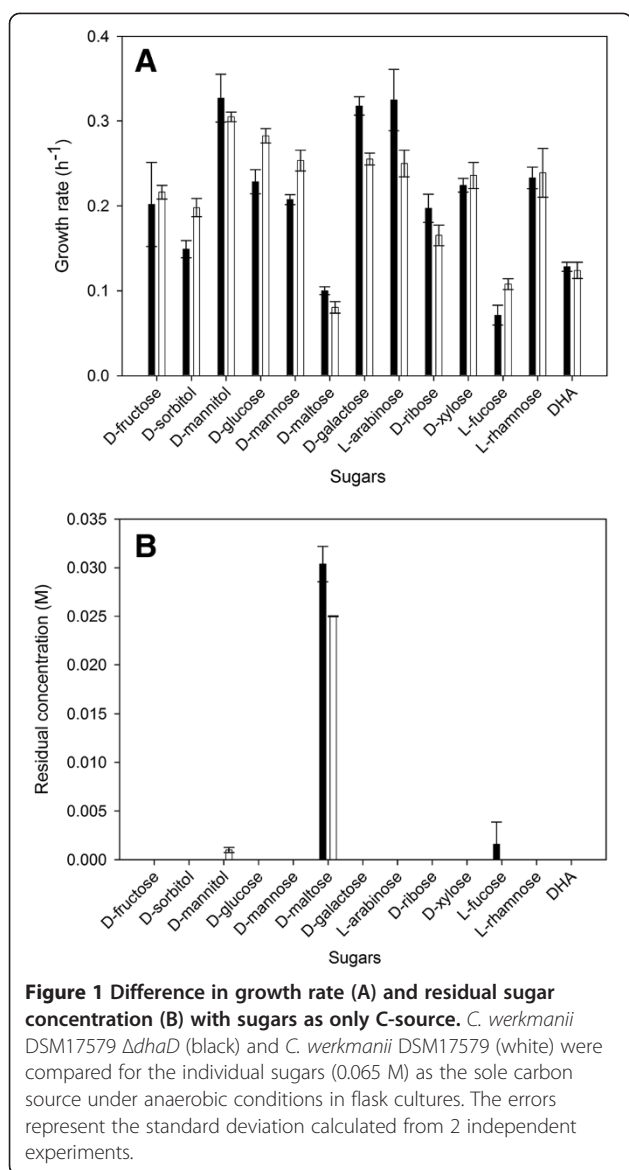 A
0.4
0.3
0.2
0.1
0.0
Growth rate (h⁻¹)
D-fructose
D-sorbitol
D-mannitol
D-glucose
D-mannose
D-maltose
D-galactose
L-arabinose
D-ribose
D-xylose
L-fucose
L-rhamnose
DHA
Sugars
B
0.035
0.030
0.025
0.020
0.015
0.010
0.005
0.000
Residual concentration (M)
D-fructose
D-sorbitol
D-mannitol
D-glucose
D-mannose
D-maltose
D-galactose
L-arabinose
D-ribose
D-xylose
L-fucose
L-rhamnose
DHA
Sugars
Figure 1 Difference in growth rate (A) and residual sugar
concentration (B) with sugars as only C-source. C. werkmanii
DSM17579 ΔdhaD (black) and C. werkmanii DSM17579 (white) were
compared for the individual sugars (0.065 M) as the sole carbon
source under anaerobic conditions in flask cultures. The errors
represent the standard deviation calculated from 2 independent
experiments.